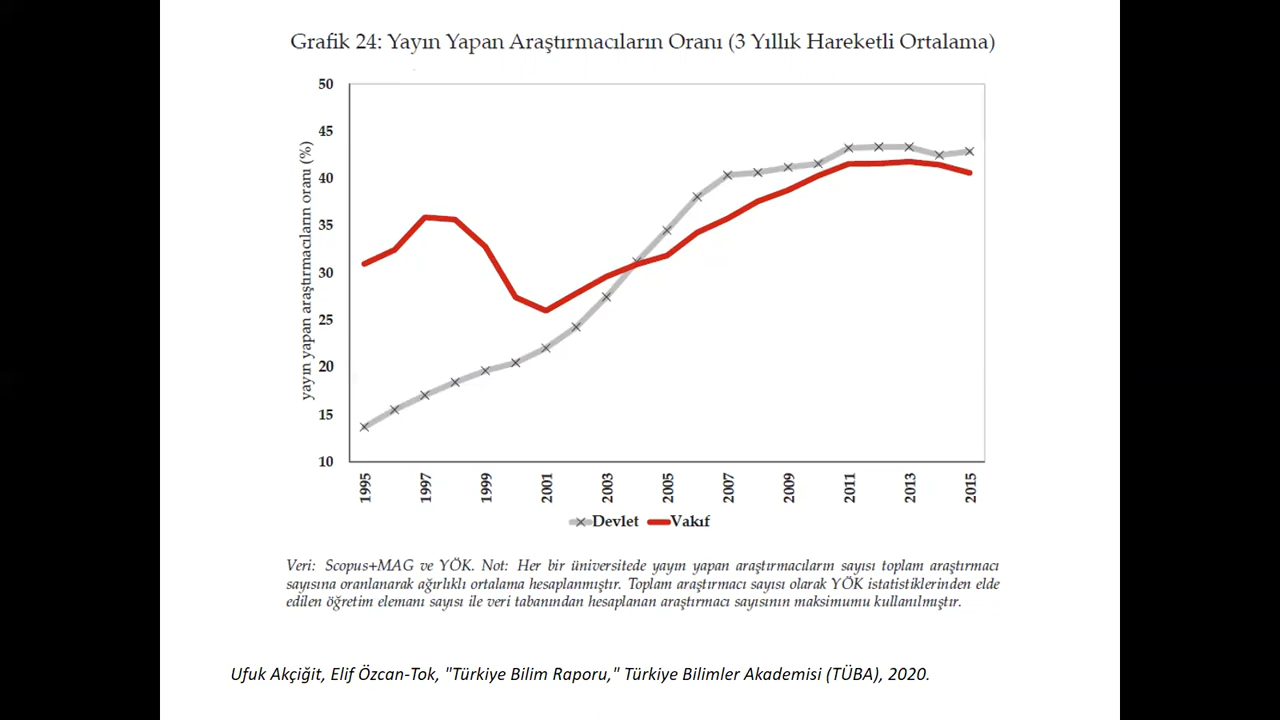 Grafik 24: Yayın Yapan Araştırmacıların Oranı (3 Yıllık Hareketli Ortalama)
yayın yapan araştırmacıların oranı (%)
50
45
40
35
30
25
20
15
10
1995
1997
1999
2001
2003
2005
2007
2009
2011
2013
2015
Devlet Vakıf
Veri: Scopus+MAG ve YÖK. Not: Her bir üniversitede yayın yapan araştırmacıların sayısı toplam araştırmacı
sayısına oranlanarak ağırlıklı ortalama hesaplanmıştır. Toplam araştırmacı sayısı olarak YÖK istatistiklerinden elde
edilen öğretim elemanı sayısı ile veri tabanından hesaplanan araştırmacı sayısının maksimumu kullanılmıştır.
Ufuk Akçiğit, Elif Özcan-Tok, "Türkiye Bilim Raporu," Türkiye Bilimler Akademisi (TÜBA), 2020.